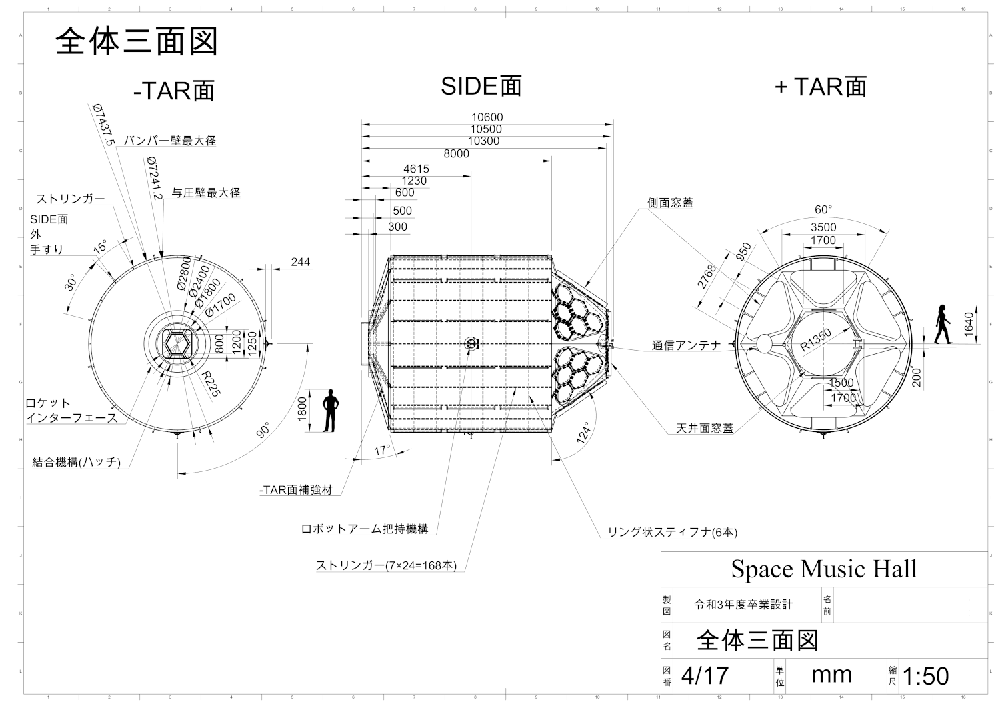 全体三面図
-TAR面
SIDE面
+ TAR面
Ø7437.5
バンパー壁最大径
Ø7241.2
与圧壁最大径
ストリンガー
SIDE面
外
手すり
15°
30°
Ø2800
Ø2400
Ø1800
Ø1700
244
800
1200
1250
R225
90°
1800
ロケット
インターフェース
結合機構(ハッチ)
10600
10500
10300
8000
4615
1230
600
500
300
17°
124°
-TAR面補強材
ロボットアーム把持機構
ストリンガー(7×24=168本)
リング状スティフナ(6本)
側面窓蓋
通信アンテナ
天井面窓蓋
60°
3500
1700
950
2768
R1350
1500
1700
200
1640
Space Music Hall
製図
令和3年度卒業設計
名前
図名
全体三面図
図番
4/17
単位
mm
縮尺
1:50